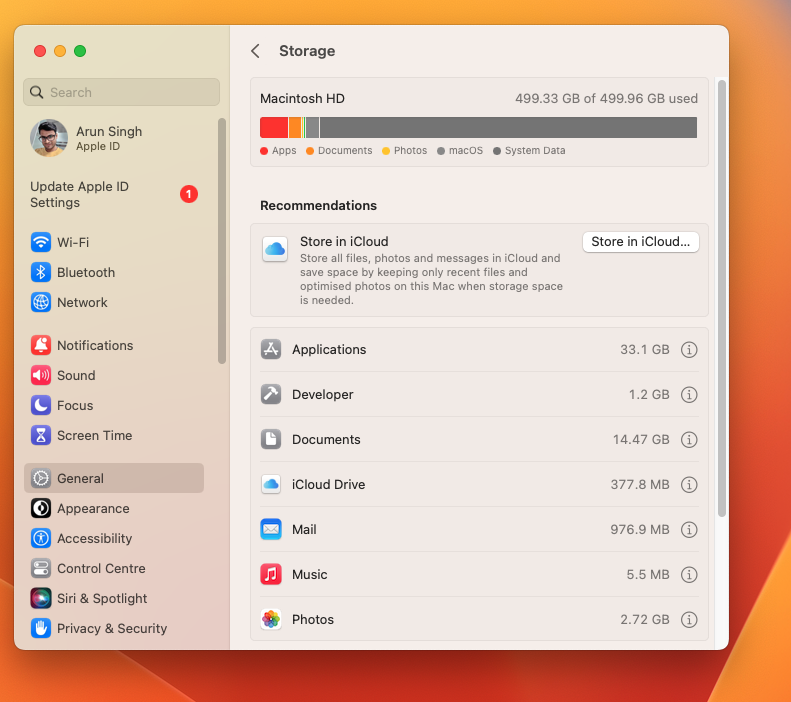 Search
Arun Singh
Apple ID
Update Apple ID
Settings
1
Wi-Fi
Bluetooth
Network
Notifications
Sound
Focus
Screen Time
General
Appearance
Accessibility
Control Centre
Siri & Spotlight
Privacy & Security
Storage
Macintosh HD 499.33 GB of 499.96 GB used
Apps Documents Photos macOS System Data
Recommendations
Store in iCloud
Store in iCloud...
Store all files, photos and messages in iCloud and
save space by keeping only recent files and
optimised photos on this Mac when storage space
is needed.
Applications 33.1 GB
Developer 1.2 GB
Documents 14.47 GB
iCloud Drive 377.8 MB
Mail 976.9 MB
Music 5.5 MB
Photos 2.72 GB